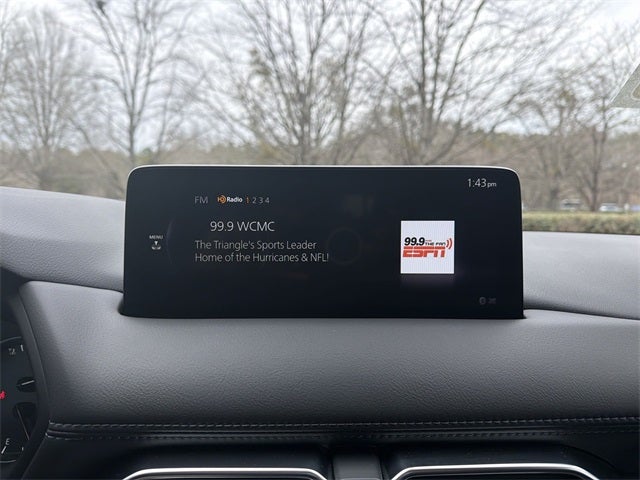 1:43 pm
FM HD Radio 1 2 3 4
99.9 WCMC
MENU
The Triangle's Sports Leader
Home of the Hurricanes & NFL!
99.9 THE FAN
ESPN
E